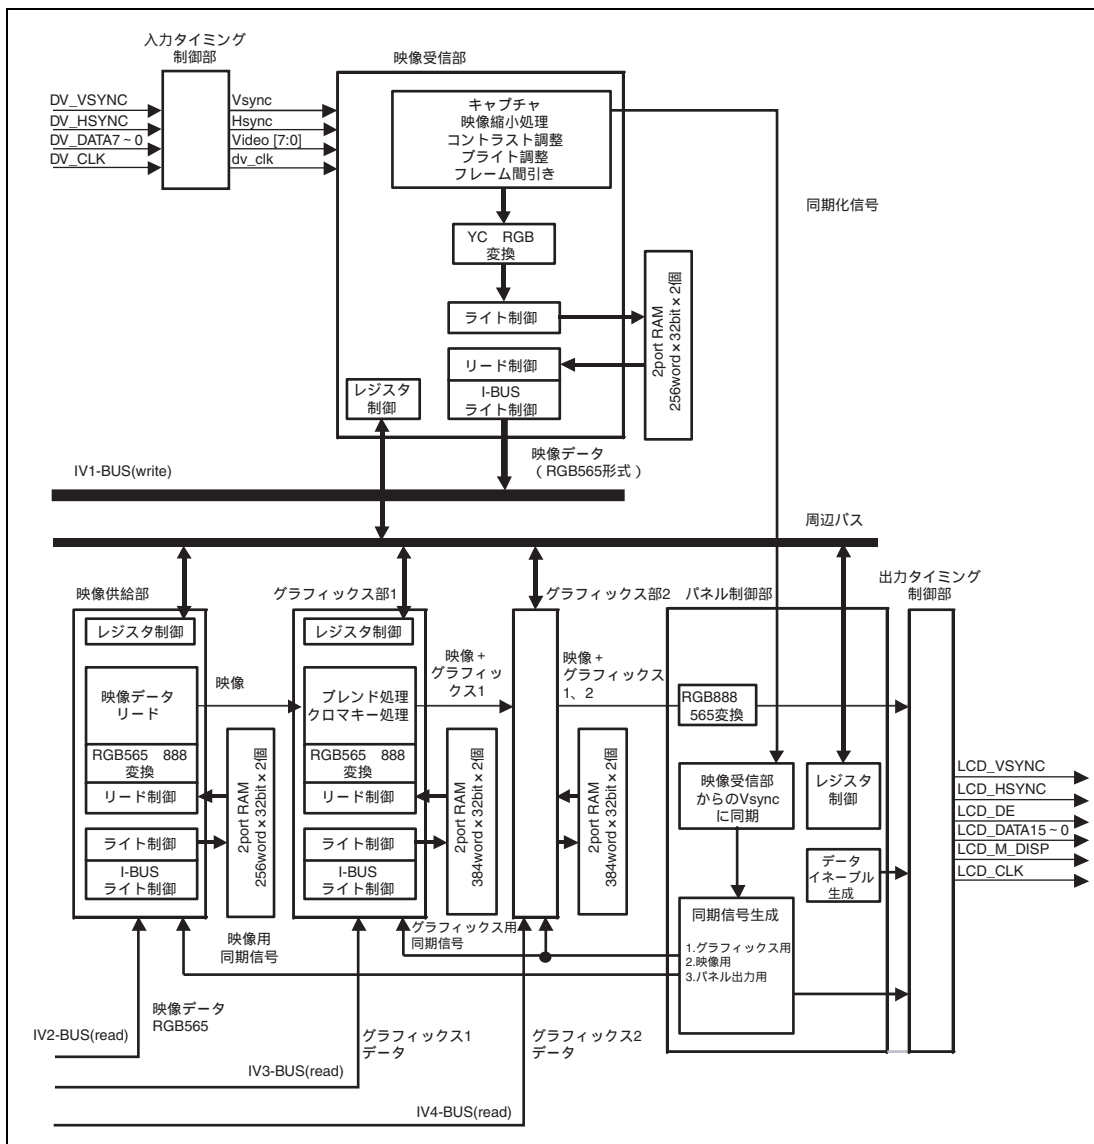 入力タイミング
制御部
DV_VSYNC
DV_HSYNC
DV_DATA7～0
DV_CLK
Vsync
Hsync
Video [7:0]
dv_clk
映像受信部
キャプチャ
映像縮小処理
コントラスト調整
ブライト調整
フレーム間引き
YC RGB
変換
ライト制御
リード制御
I-BUS
ライト制御
レジスタ
制御
2port RAM
256word×32bit×2個
同期化信号
映像データ
（RGB565形式）
IV1-BUS(write)
周辺バス
映像供給部
レジスタ制御
映像データ
リード
RGB565 888
変換
リード制御
ライト制御
I-BUS
ライト制御
映像
2port RAM
256word×32bit×2個
映像用
同期信号
グラフィックス部1
レジスタ制御
ブレンド処理
クロマキー処理
RGB565 888
変換
リード制御
ライト制御
I-BUS
ライト制御
映像＋
グラフィッ
クス1
2port RAM
384word×32bit×2個
グラフィックス用
同期信号
グラフィックス部2
映像＋
グラフィックス
1、2
2port RAM
384word×32bit×2個
パネル制御部
RGB888
565変換
映像受信部
からのVsync
に同期
レジスタ
制御
データ
イネーブル
生成
同期信号生成
1.グラフィックス用
2.映像用
3.パネル出力用
出力タイミング
制御部
LCD_VSYNC
LCD_HSYNC
LCD_DE
LCD_DATA15～0
LCD_M_DISP
LCD_CLK
映像データ
RGB565
IV2-BUS(read)
グラフィックス1
データ
IV3-BUS(read)
グラフィックス2
データ
IV4-BUS(read)